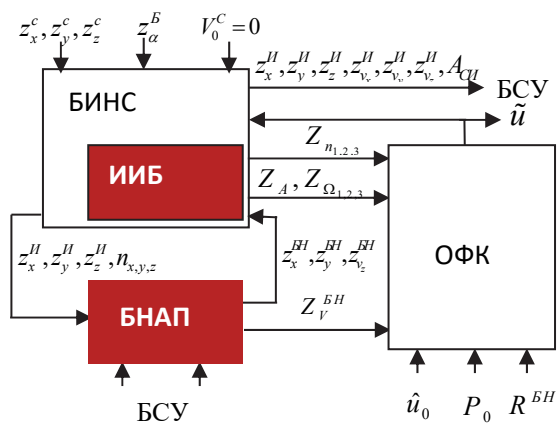 z_x^c, z_y^c, z_z^c
z_α^Б
V_0^C = 0
z_x^И, z_y^И, z_z^И, z_{v_x}^И, z_{v_y}^И, z_{v_z}^И, A_{СИ}
БИНС
БСУ
ũ
Z_{n_{1,2,3}}
ИИБ
Z_A, Z_{Ω_{1,2,3}}
z_x^И, z_y^И, z_z^И, n_{x,y,z}
z_x^{БН}, z_y^{БН}, z_{v_z}^{БН}
ОФК
БНАП
Z_V^{БН}
БСУ
û_0
P_0
R^{БН}